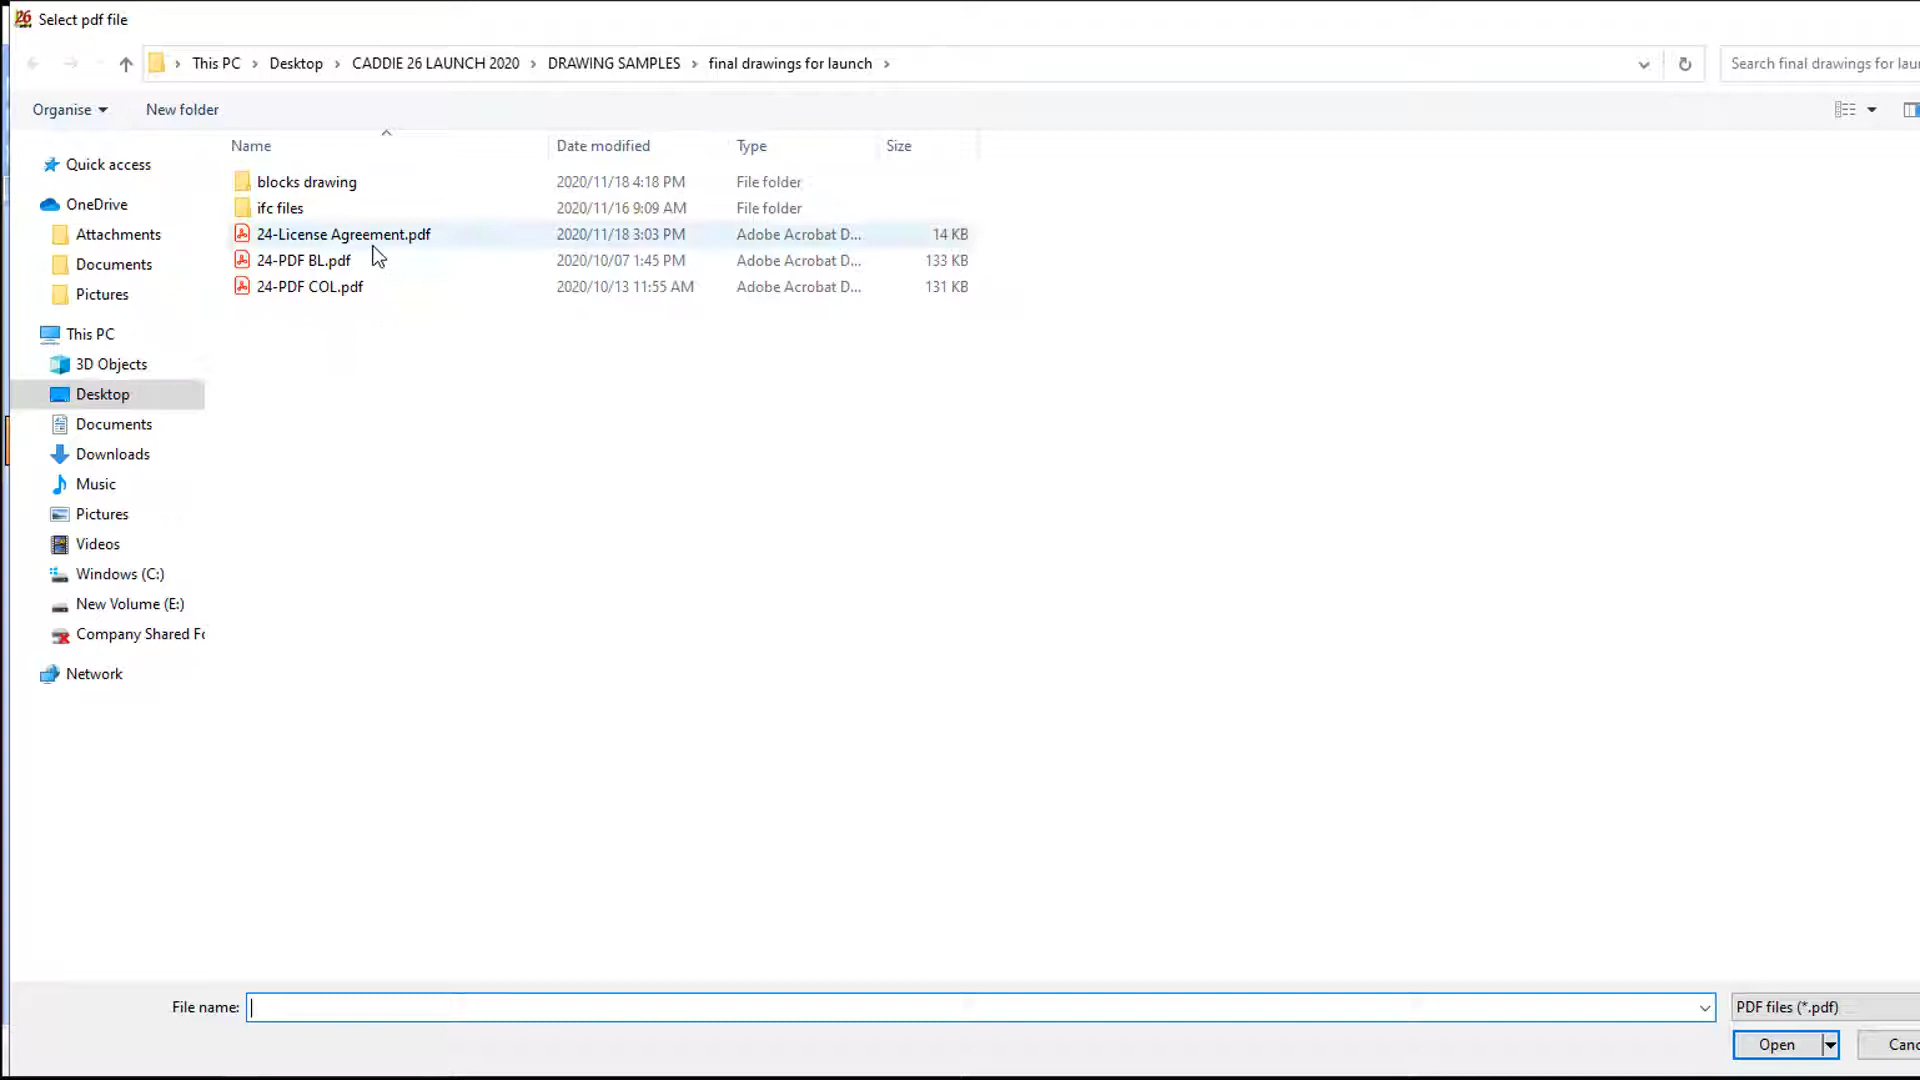 Select pdf file
This PC Desktop CADDIE 26 LAUNCH 2020 DRAWING SAMPLES final drawings for launch
Search final drawings for lau
Organise New folder
Name Date modified Type Size
blocks drawing 2020/11/18 4:18 PM File folder
ifc files 2020/11/16 9:09 AM File folder
24-License Agreement.pdf 2020/11/18 3:03 PM Adobe Acrobat D... 14 KB
24-PDF BL.pdf 2020/10/07 1:45 PM Adobe Acrobat D... 133 KB
24-PDF COL.pdf 2020/10/13 11:55 AM Adobe Acrobat D... 131 KB
Quick access
OneDrive
Attachments
Documents
Pictures
This PC
3D Objects
Desktop
Documents
Downloads
Music
Pictures
Videos
Windows (C:)
New Volume (E:)
Company Shared Fo
Network
File name:
PDF files (*.pdf)
Open
Canc